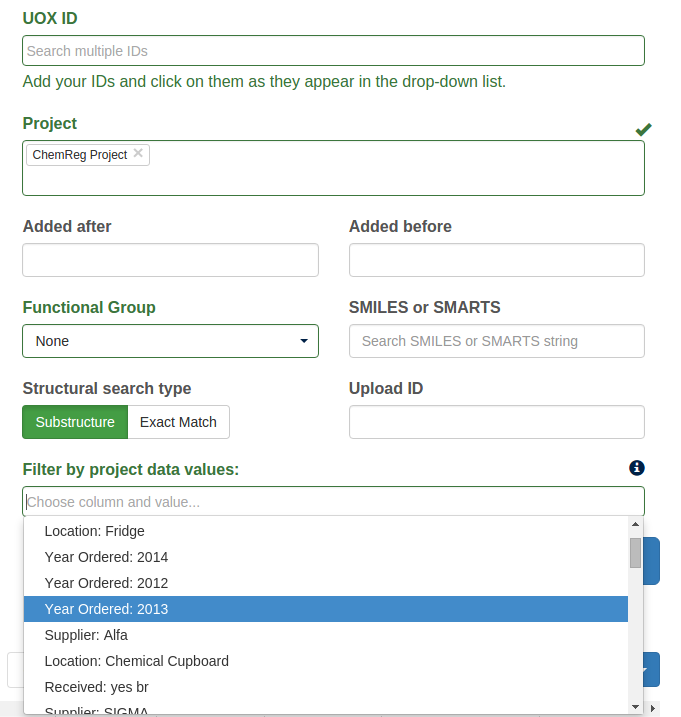 UOX ID
Search multiple IDs
Add your IDs and click on them as they appear in the drop-down list.
Project
ChemReg Project
Added after
Added before
Functional Group
SMILES or SMARTS
None
Search SMILES or SMARTS string
Structural search type
Upload ID
Substructure
Exact Match
Filter by project data values:
Choose column and value...
Location: Fridge
Year Ordered: 2014
Year Ordered: 2012
Year Ordered: 2013
Supplier: Alfa
Location: Chemical Cupboard
Received: yes br
Supplier: SIGMA